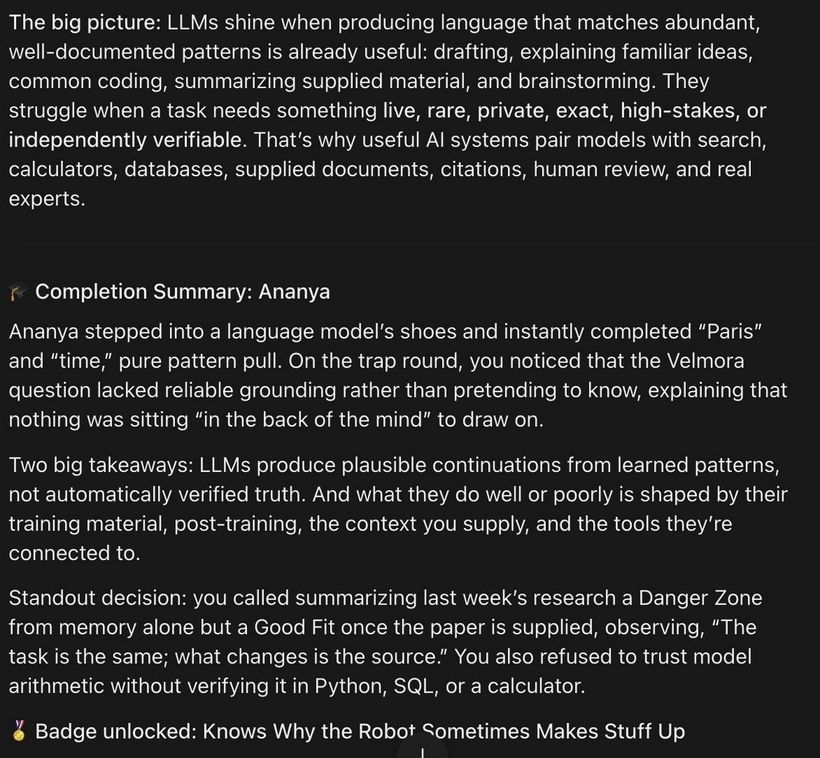 The big picture: LLMs shine when producing language that matches abundant,
well-documented patterns is already useful: drafting, explaining familiar ideas,
common coding, summarizing supplied material, and brainstorming. They
struggle when a task needs something live, rare, private, exact, high-stakes, or
independently verifiable. That’s why useful AI systems pair models with search,
calculators, databases, supplied documents, citations, human review, and real
experts.
🎓 Completion Summary: Ananya
Ananya stepped into a language model’s shoes and instantly completed “Paris”
and “time,” pure pattern pull. On the trap round, you noticed that the Velmora
question lacked reliable grounding rather than pretending to know, explaining that
nothing was sitting “in the back of the mind” to draw on.
Two big takeaways: LLMs produce plausible continuations from learned patterns,
not automatically verified truth. And what they do well or poorly is shaped by their
training material, post-training, the context you supply, and the tools they’re
connected to.
Standout decision: you called summarizing last week’s research a Danger Zone
from memory alone but a Good Fit once the paper is supplied, observing, “The
task is the same; what changes is the source.” You also refused to trust model
arithmetic without verifying it in Python, SQL, or a calculator.
🏅 Badge unlocked: Knows Why the Robot Sometimes Makes Stuff Up